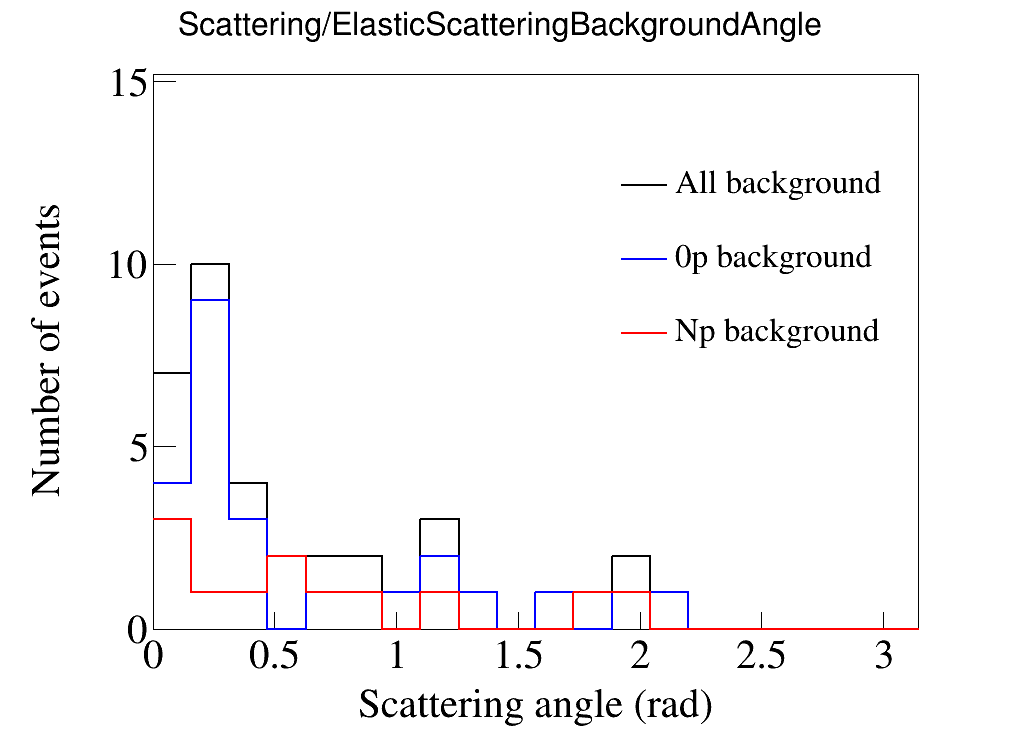 Scattering/ElasticScatteringBackgroundAngle
15
10
5
0
Number of events
All background
0p background
Np background
0 0.5 1 1.5 2 2.5 3
Scattering angle (rad)